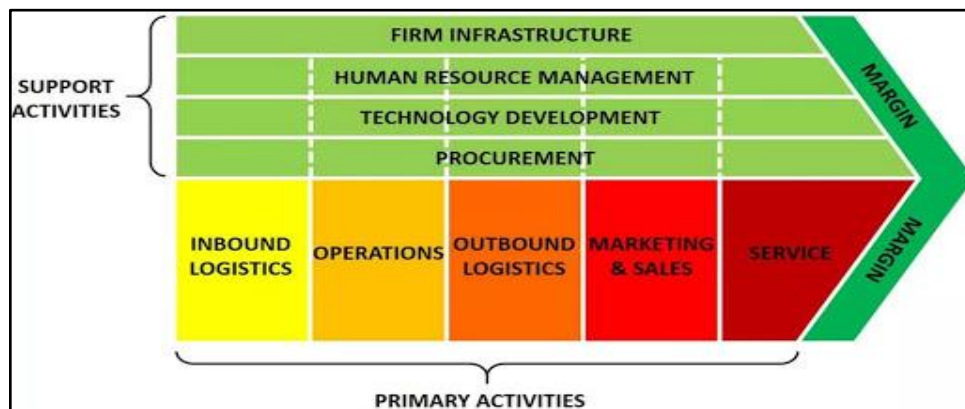 FIRM INFRASTRUCTURE
SUPPORT
ACTIVITIES
HUMAN RESOURCE MANAGEMENT
TECHNOLOGY DEVELOPMENT
PROCUREMENT
MARGIN
INBOUND
LOGISTICS
OPERATIONS
OUTBOUND
LOGISTICS
MARKETING
& SALES
SERVICE
MARGIN
PRIMARY ACTIVITIES